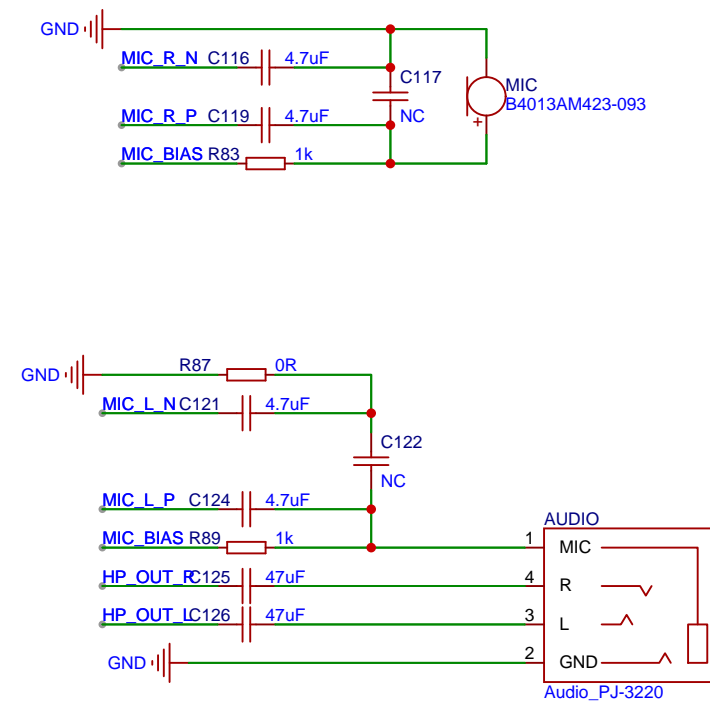 GND
MIC_R_N C116 4.7uF
C117
MIC
B4013AM423-093
MIC_R_P C119 4.7uF
NC
+
MIC_BIAS R83 1k
R87 0R
GND
MIC_L_N C121 4.7uF
C122
NC
MIC_L_P C124 4.7uF
AUDIO
MIC_BIAS R89 1k
1 MIC
HP_OUT_R C125 47uF
4 R
HP_OUT_L C126 47uF
3 L
GND
2 GND
Audio_PJ-3220